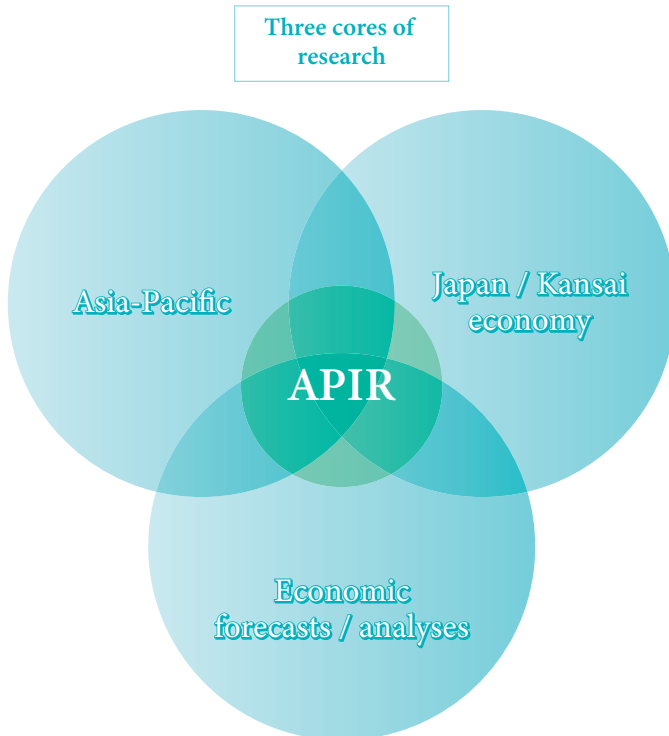 Three cores of
research
Asia-Pacific
Japan / Kansai
economy
APIR
Economic
forecasts / analyses